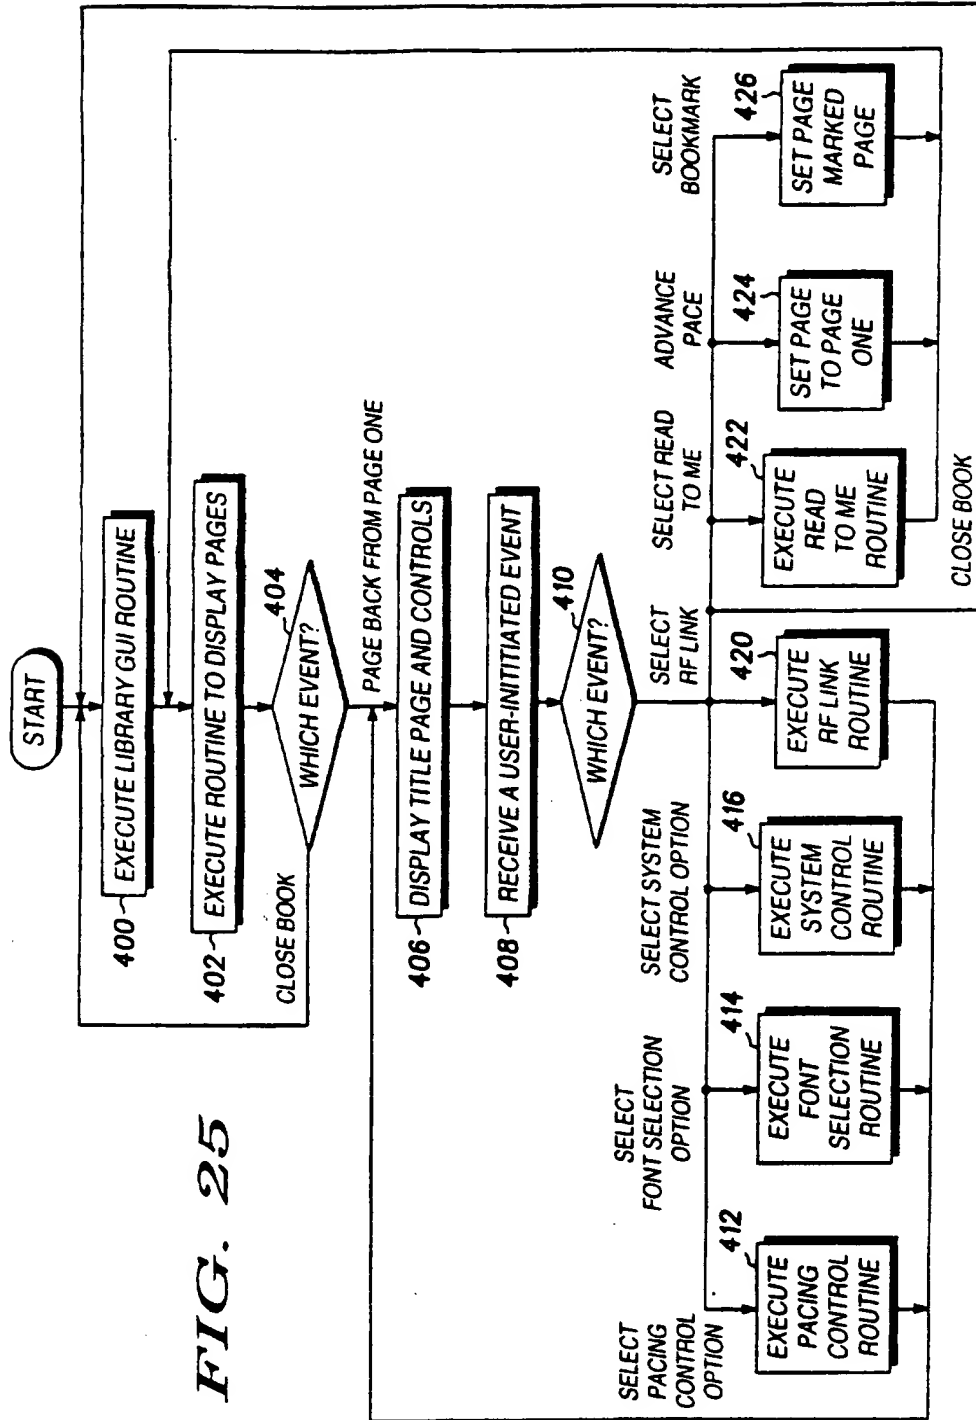 START
EXECUTE LIBRARY GUI ROUTINE
400
EXECUTE ROUTINE TO DISPLAY PAGES
402
WHICH EVENT?
404
CLOSE BOOK
PAGE BACK FROM PAGE ONE
DISPLAY TITLE PAGE AND CONTROLS
406
RECEIVE A USER-INITITIATED EVENT
408
WHICH EVENT?
410
SELECT
PACING
CONTROL
OPTION
412
EXECUTE
PACING
CONTROL
ROUTINE
SELECT
FONT SELECTION
OPTION
414
EXECUTE
FONT
SELECTION
ROUTINE
SELECT SYSTEM
CONTROL OPTION
416
EXECUTE
SYSTEM
CONTROL
ROUTINE
SELECT
RF LINK
420
EXECUTE
RF LINK
ROUTINE
SELECT READ
TO ME
422
EXECUTE
READ
TO ME
ROUTINE
ADVANCE
PACE
424
SET PAGE
TO PAGE
ONE
SELECT
BOOKMARK
426
SET PAGE
MARKED
PAGE
CLOSE BOOK
FIG. 25